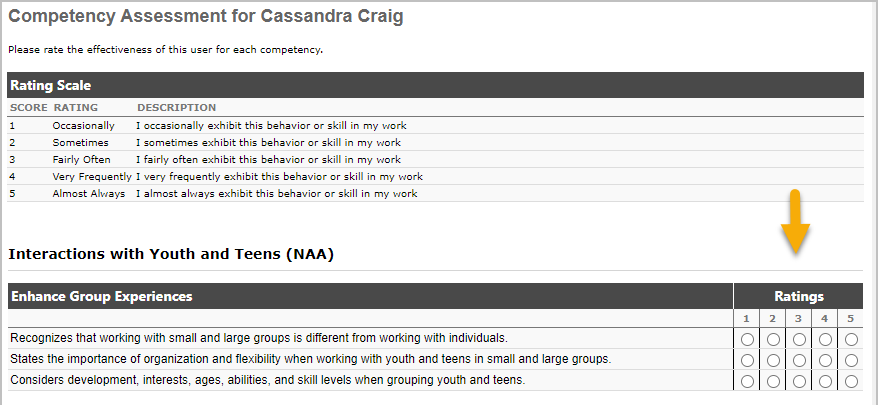 Competency Assessment for Cassandra Craig
Please rate the effectiveness of this user for each competency.
Rating Scale
SCORE RATING DESCRIPTION
1 Occasionally I occasionally exhibit this behavior or skill in my work
2 Sometimes I sometimes exhibit this behavior or skill in my work
3 Fairly Often I fairly often exhibit this behavior or skill in my work
4 Very Frequently I very frequently exhibit this behavior or skill in my work
5 Almost Always I almost always exhibit this behavior or skill in my work
Interactions with Youth and Teens (NAA)
Enhance Group Experiences Ratings
1 2 3 4 5
Recognizes that working with small and large groups is different from working with individuals.
States the importance of organization and flexibility when working with youth and teens in small and large groups.
Considers development, interests, ages, abilities, and skill levels when grouping youth and teens.